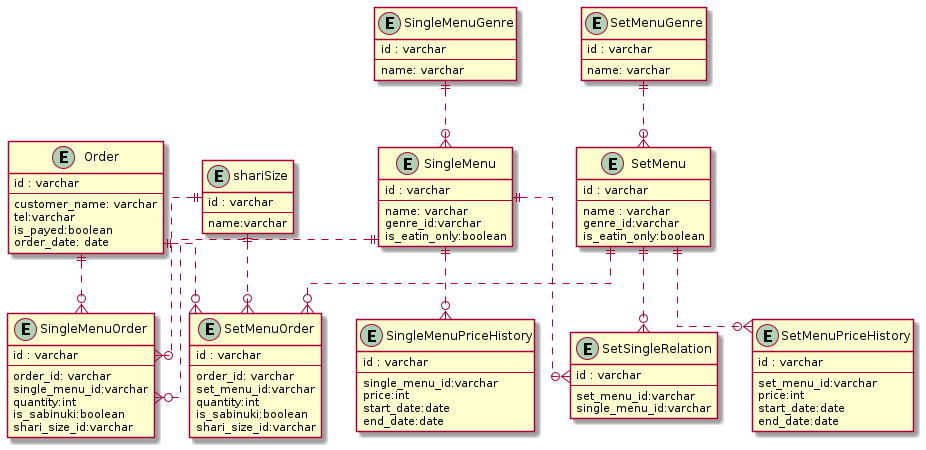 E SingleMenuGenre
id : varchar
name: varchar
E SetMenuGenre
id : varchar
name: varchar
E Order
id : varchar
customer_name: varchar
tel:varchar
is_payed:boolean
order_date: date
E shariSize
id : varchar
name:varchar
E SingleMenu
id : varchar
name: varchar
genre_id:varchar
is_eatin_only:boolean
E SetMenu
id : varchar
name : varchar
genre_id:varchar
is_eatin_only:boolean
E SingleMenuOrder
id : varchar
order_id: varchar
single_menu_id:varchar
quantity:int
is_sabinuki:boolean
shari_size_id:varchar
E SetMenuOrder
id : varchar
order_id: varchar
set_menu_id:varchar
quantity:int
is_sabinuki:boolean
shari_size_id:varchar
E SingleMenuPriceHistory
id : varchar
single_menu_id:varchar
price:int
start_date:date
end_date:date
E SetSingleRelation
id : varchar
set_menu_id:varchar
single_menu_id:varchar
E SetMenuPriceHistory
id : varchar
set_menu_id:varchar
price:int
start_date:date
end_date:date